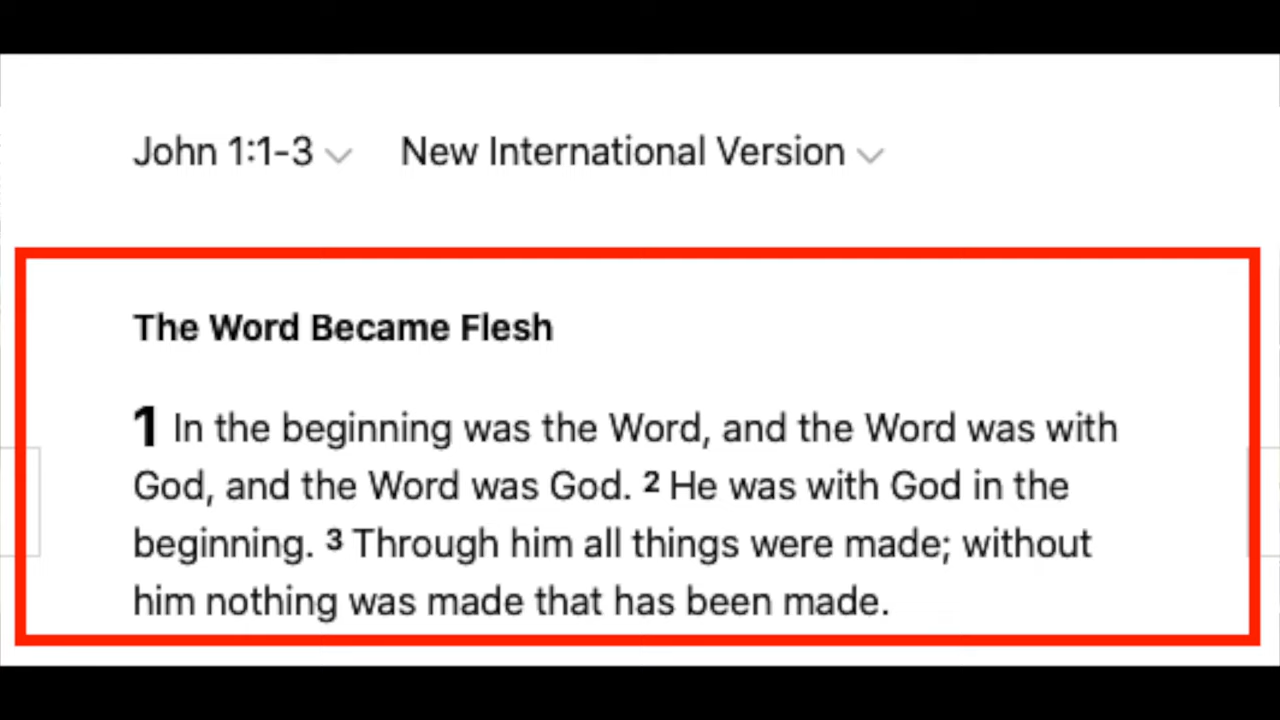 John 1:1-3 New International Version
The Word Became Flesh
1 In the beginning was the Word, and the Word was with
God, and the Word was God. 2 He was with God in the
beginning. 3 Through him all things were made; without
him nothing was made that has been made.